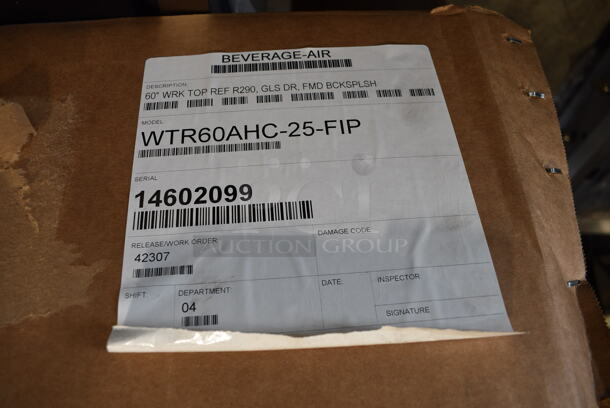 BEVERAGE-AIR
DESCRIPTION
60" WRK TOP REF R290, GLS DR, FMD BCKSPLSH
MODEL
WTR60AHC-25-FIP
SERIAL
14602099
RELEASE/WORK ORDER:
42307
DAMAGE CODE
AUCTION GROUP
SHIFT:
DEPARTMENT:
04
DATE:
INSPECTOR
SIGNATURE